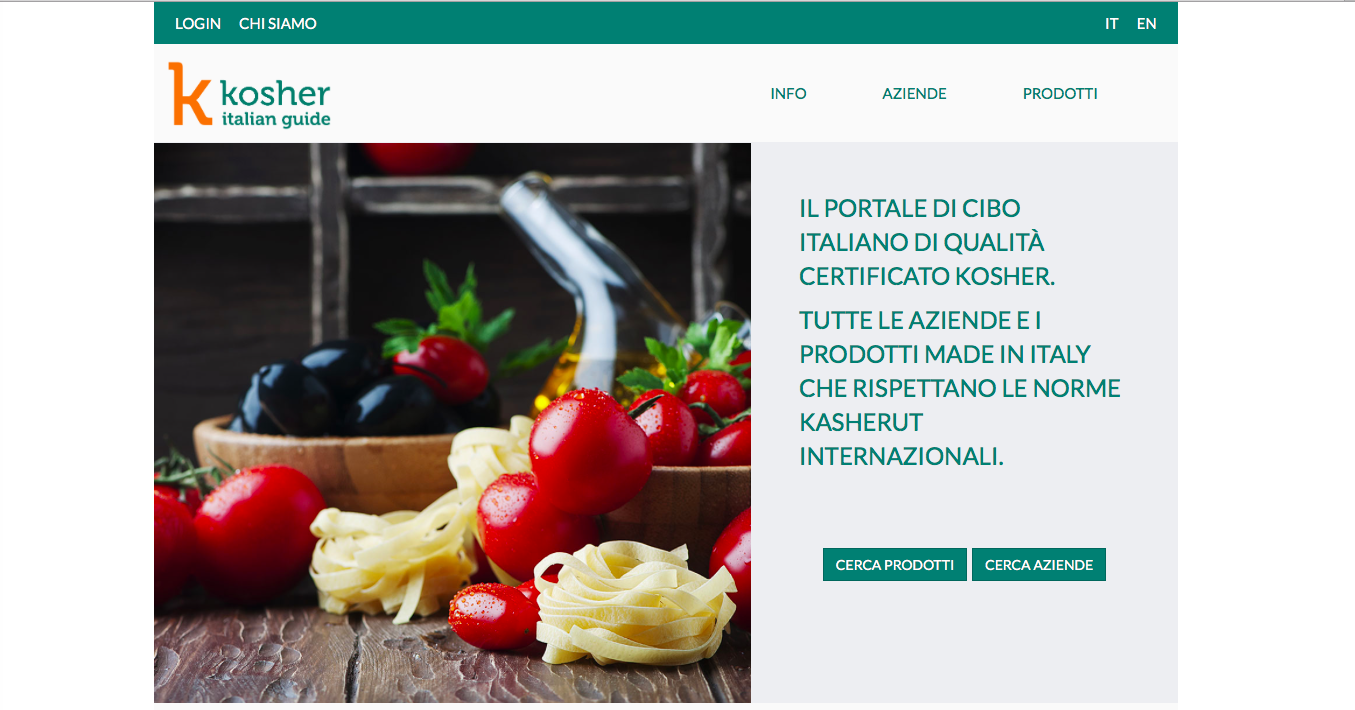 LOGIN CHI SIAMO IT EN
k kosher
italian guide
INFO AZIENDE PRODOTTI
IL PORTALE DI CIBO
ITALIANO DI QUALITÀ
CERTIFICATO KOSHER.
TUTTE LE AZIENDE E I
PRODOTTI MADE IN ITALY
CHE RISPETTANO LE NORME
KASHERUT
INTERNAZIONALI.
CERCA PRODOTTI CERCA AZIENDE